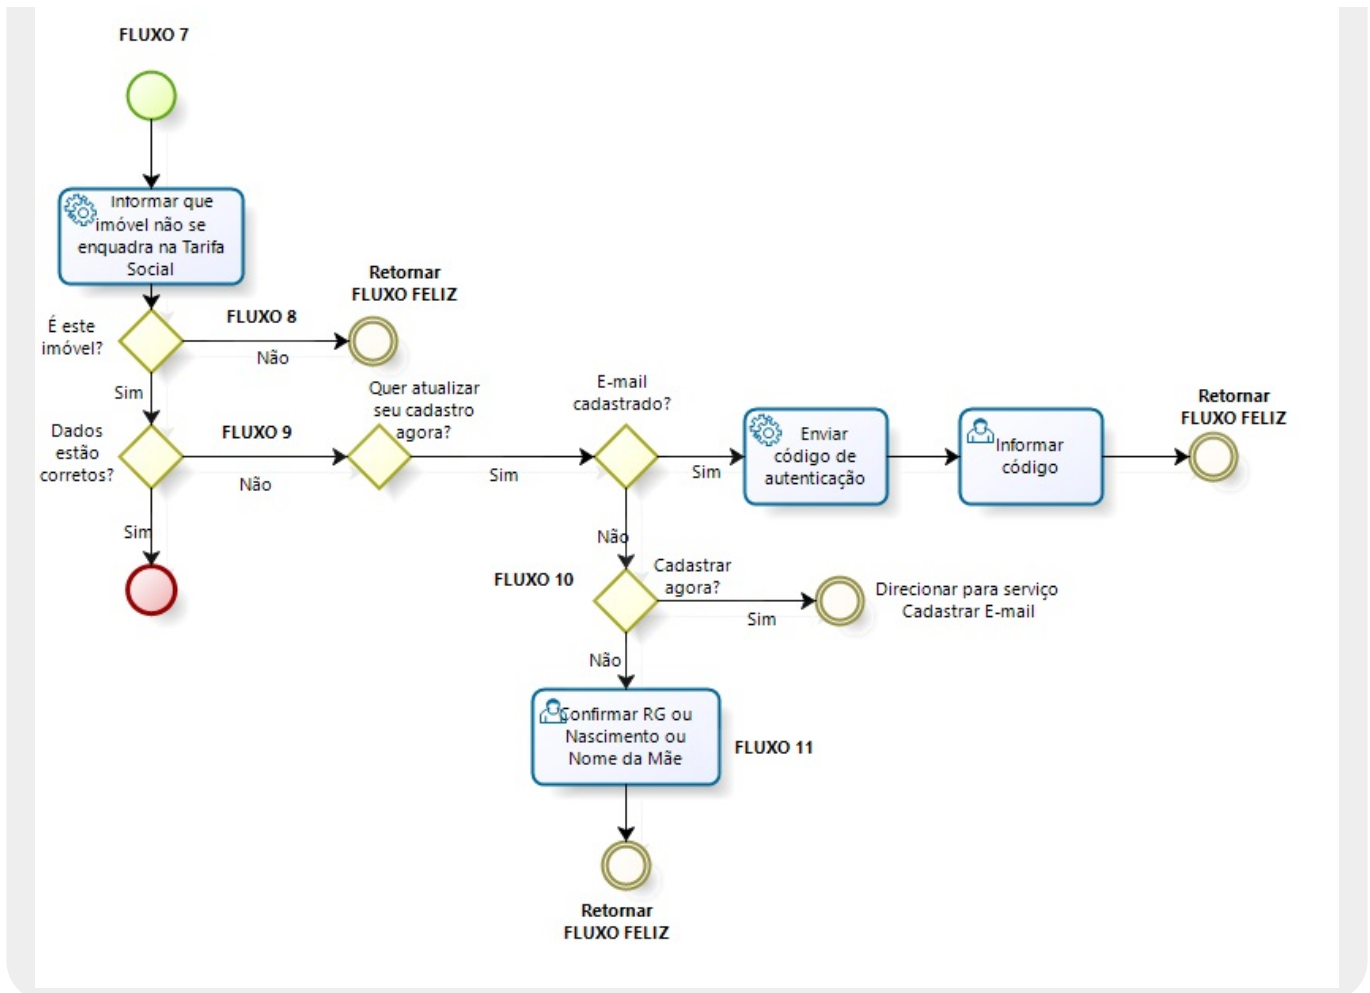 FLUXO 7
Informar que
imóvel não se
enquadra na Tarifa
Social
Retornar
FLUXO FELIZ
É este
imóvel?
FLUXO 8
Não
Sim
Quer atualizar
seu cadastro
agora?
E-mail
cadastrado?
Dados
estão
corretos?
FLUXO 9
Não
Sim
Sim
Enviar
código de
autenticação
Informar
código
Retornar
FLUXO FELIZ
Sim
Não
FLUXO 10
Cadastrar
agora?
Sim
Direcionar para serviço
Cadastrar E-mail
Não
Confirmar RG ou
Nascimento ou
Nome da Mãe
FLUXO 11
Retornar
FLUXO FELIZ